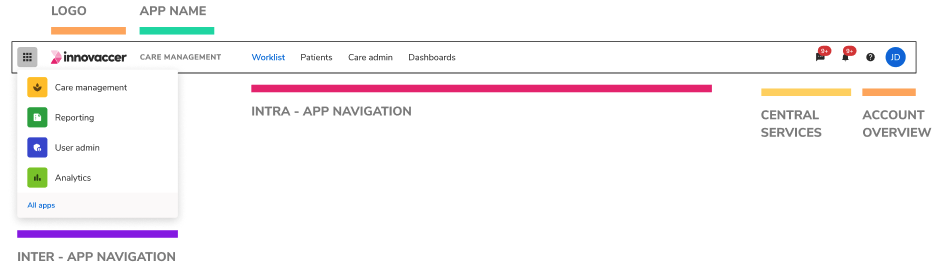 LOGO APP NAME
innovaccer CARE MANAGEMENT Worklist Patients Care admin Dashboards 9+ 9+ ? JD
Care management
Reporting
User admin
Analytics
All apps
INTRA - APP NAVIGATION
CENTRAL
SERVICES
ACCOUNT
OVERVIEW
INTER - APP NAVIGATION